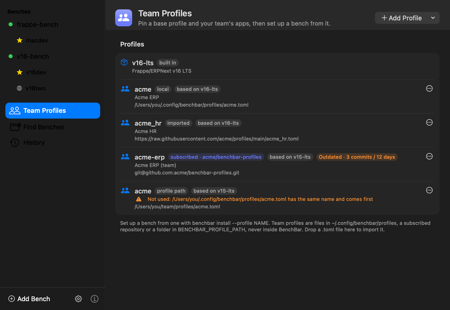 Benches
frappe-bench
maindev
v16-bench
v16dev
v16two
Team Profiles
Find Benches
History
Add Bench
Team Profiles
Pin a base profile and your team's apps, then set up a bench from it.
Add Profile
Profiles
v16-lts built in
Frappe/ERPNext v16 LTS
acme local based on v16-lts
Acme ERP
/Users/you/.config/benchbar/profiles/acme.toml
acme_hr imported based on v16-lts
Acme HR
https://raw.githubusercontent.com/acme/profiles/main/acme_hr.toml
acme-erp subscribed · acme/benchbar-profiles based on v16-lts Outdated · 3 commits / 12 days
Acme ERP (team)
git@github.com:acme/benchbar-profiles.git
acme profile path based on v16-lts
Not used: /Users/you/.config/benchbar/profiles/acme.toml has the same name and comes first
/Users/you/team/profiles/acme.toml
Set up a bench from one with benchbar install --profile NAME. Team profiles are files in ~/.config/benchbar/profiles, a subscribed
repository or a folder in BENCHBAR_PROFILE_PATH, never inside BenchBar. Drop a .toml file here to import it.